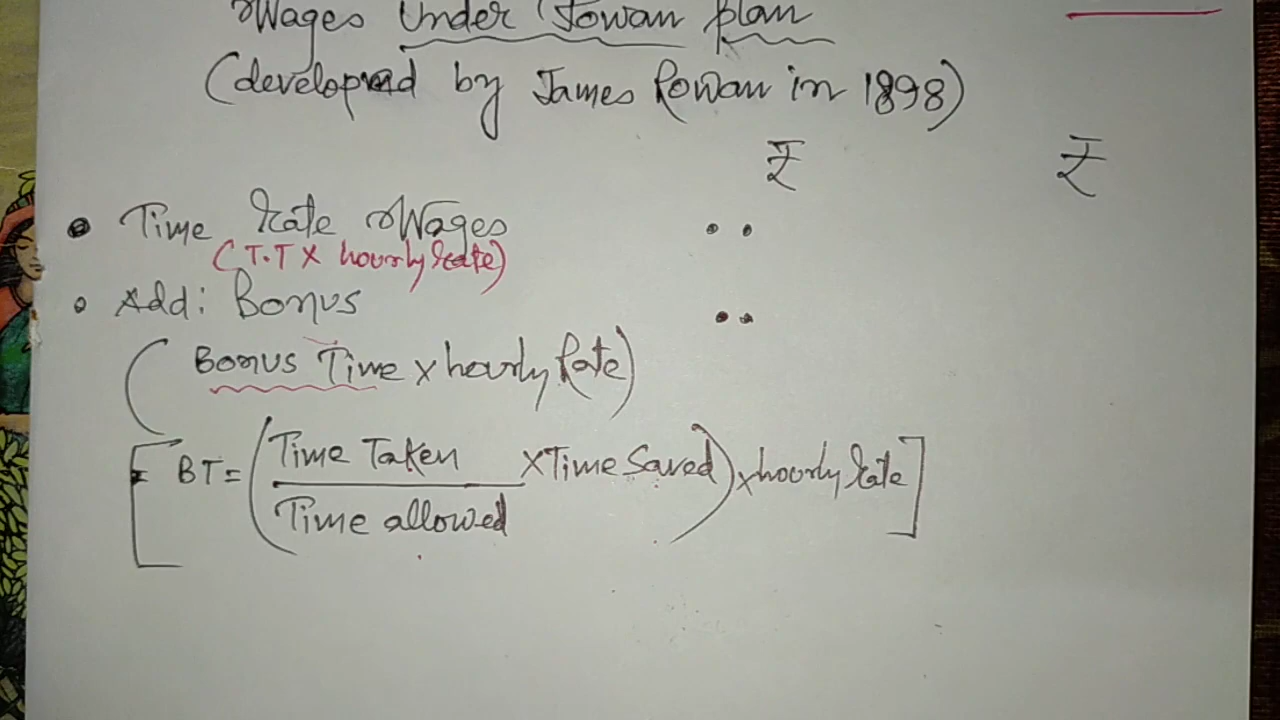 Wages Under Rowan plan
(developed by James Rowan in 1898)
₹ ₹
• Time Rate Wages ..
(T.T X hourly Rate)
• Add: Bonus ..
(Bonus Time x hourly Rate)
[= BT = (Time Taken / Time allowed x Time Saved) x hourly Rate]